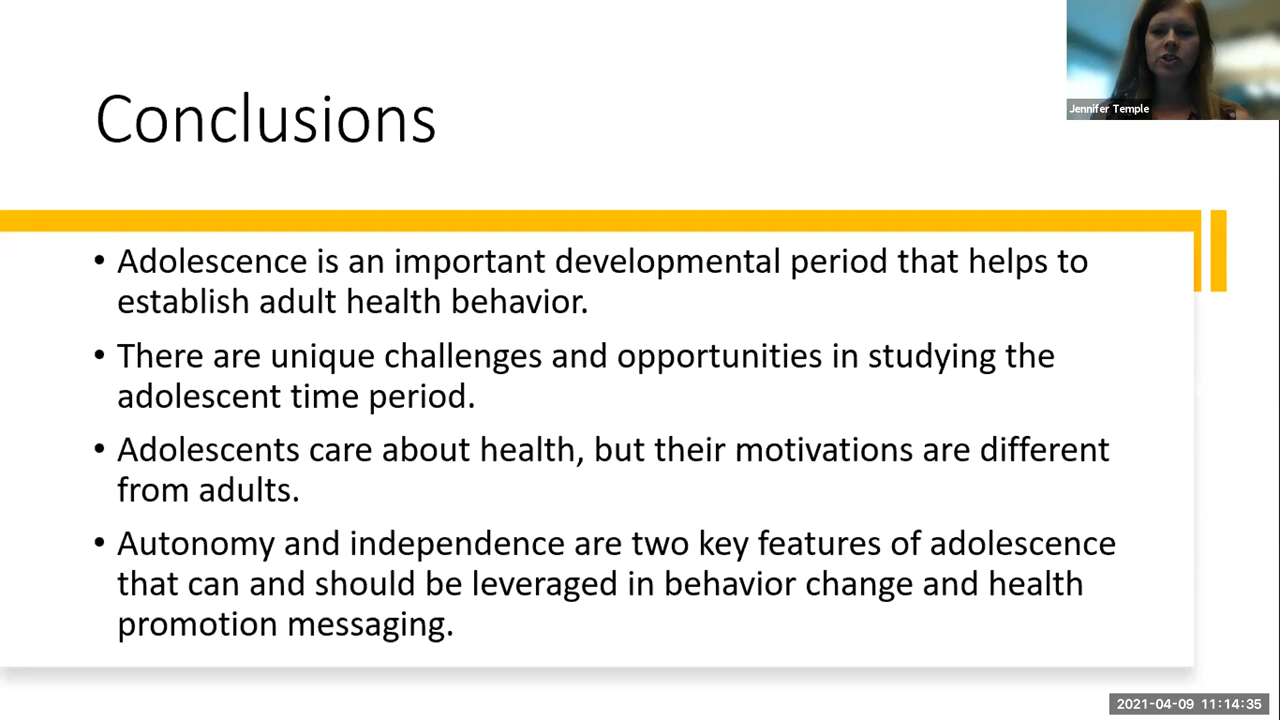 Jennifer Temple
Conclusions
• Adolescence is an important developmental period that helps to
establish adult health behavior.
• There are unique challenges and opportunities in studying the
adolescent time period.
• Adolescents care about health, but their motivations are different
from adults.
• Autonomy and independence are two key features of adolescence
that can and should be leveraged in behavior change and health
promotion messaging.
2021-04-09 11:14:35